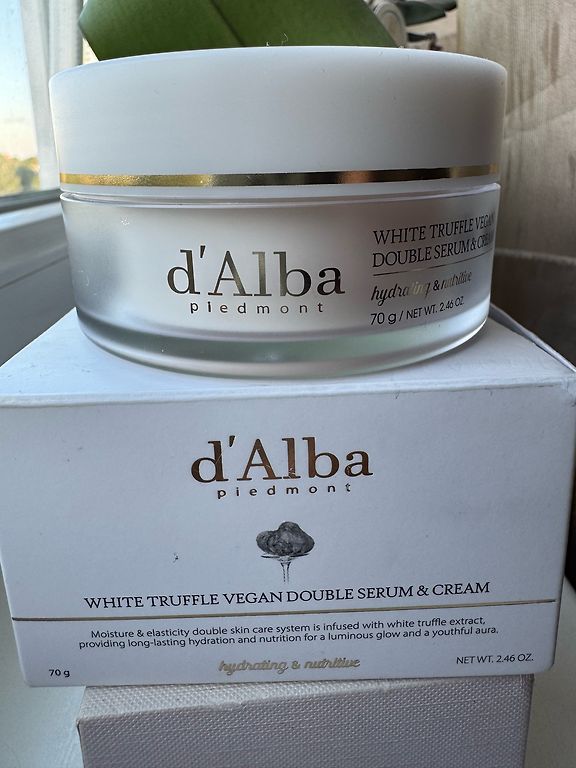 d'Alba
piedmont
WHITE TRUFFLE VEGAN
DOUBLE SERUM & CREAM
hydrating & nutritive
70 g / NET WT. 2.46 OZ.
d'Alba
piedmont
WHITE TRUFFLE VEGAN DOUBLE SERUM & CREAM
Moisture & elasticity double skin care system is infused with white truffle extract,
providing long-lasting hydration and nutrition for a luminous glow and a youthful aura.
70 g
hydrating & nutritive
NET WT. 2.46 OZ.